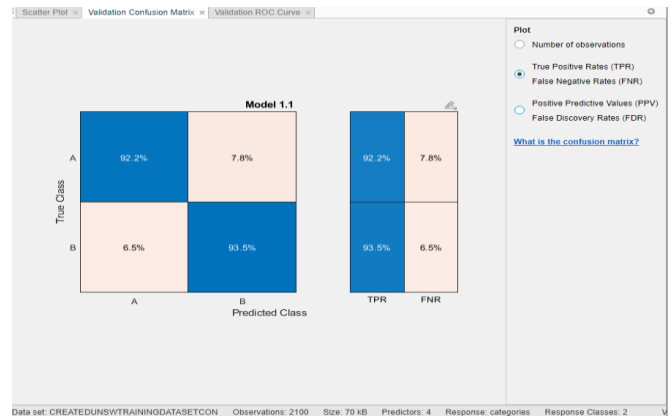 Scatter Plot × Validation Confusion Matrix × Validation ROC Curve ×
Plot
Number of observations
True Positive Rates (TPR)
False Negative Rates (FNR)
Positive Predictive Values (PPV)
False Discovery Rates (FDR)
What is the confusion matrix?
Model 1.1
True Class
A 92.2% 7.8%
B 6.5% 93.5%
A B
Predicted Class
92.2% 7.8%
93.5% 6.5%
TPR FNR
Data set: CREATEDUNSWTRAININGDATASETCON Observations: 2100 Size: 70 kB Predictors: 4 Response: categories Response Classes: 2